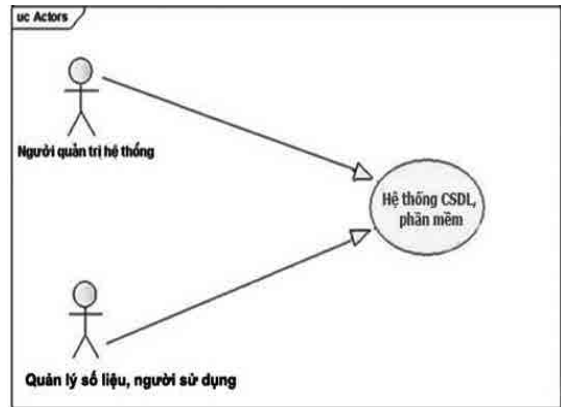 uc Actors
Người quản trị hệ thống
Hệ thống CSDL,
phần mềm
Quản lý số liệu, người sử dụng